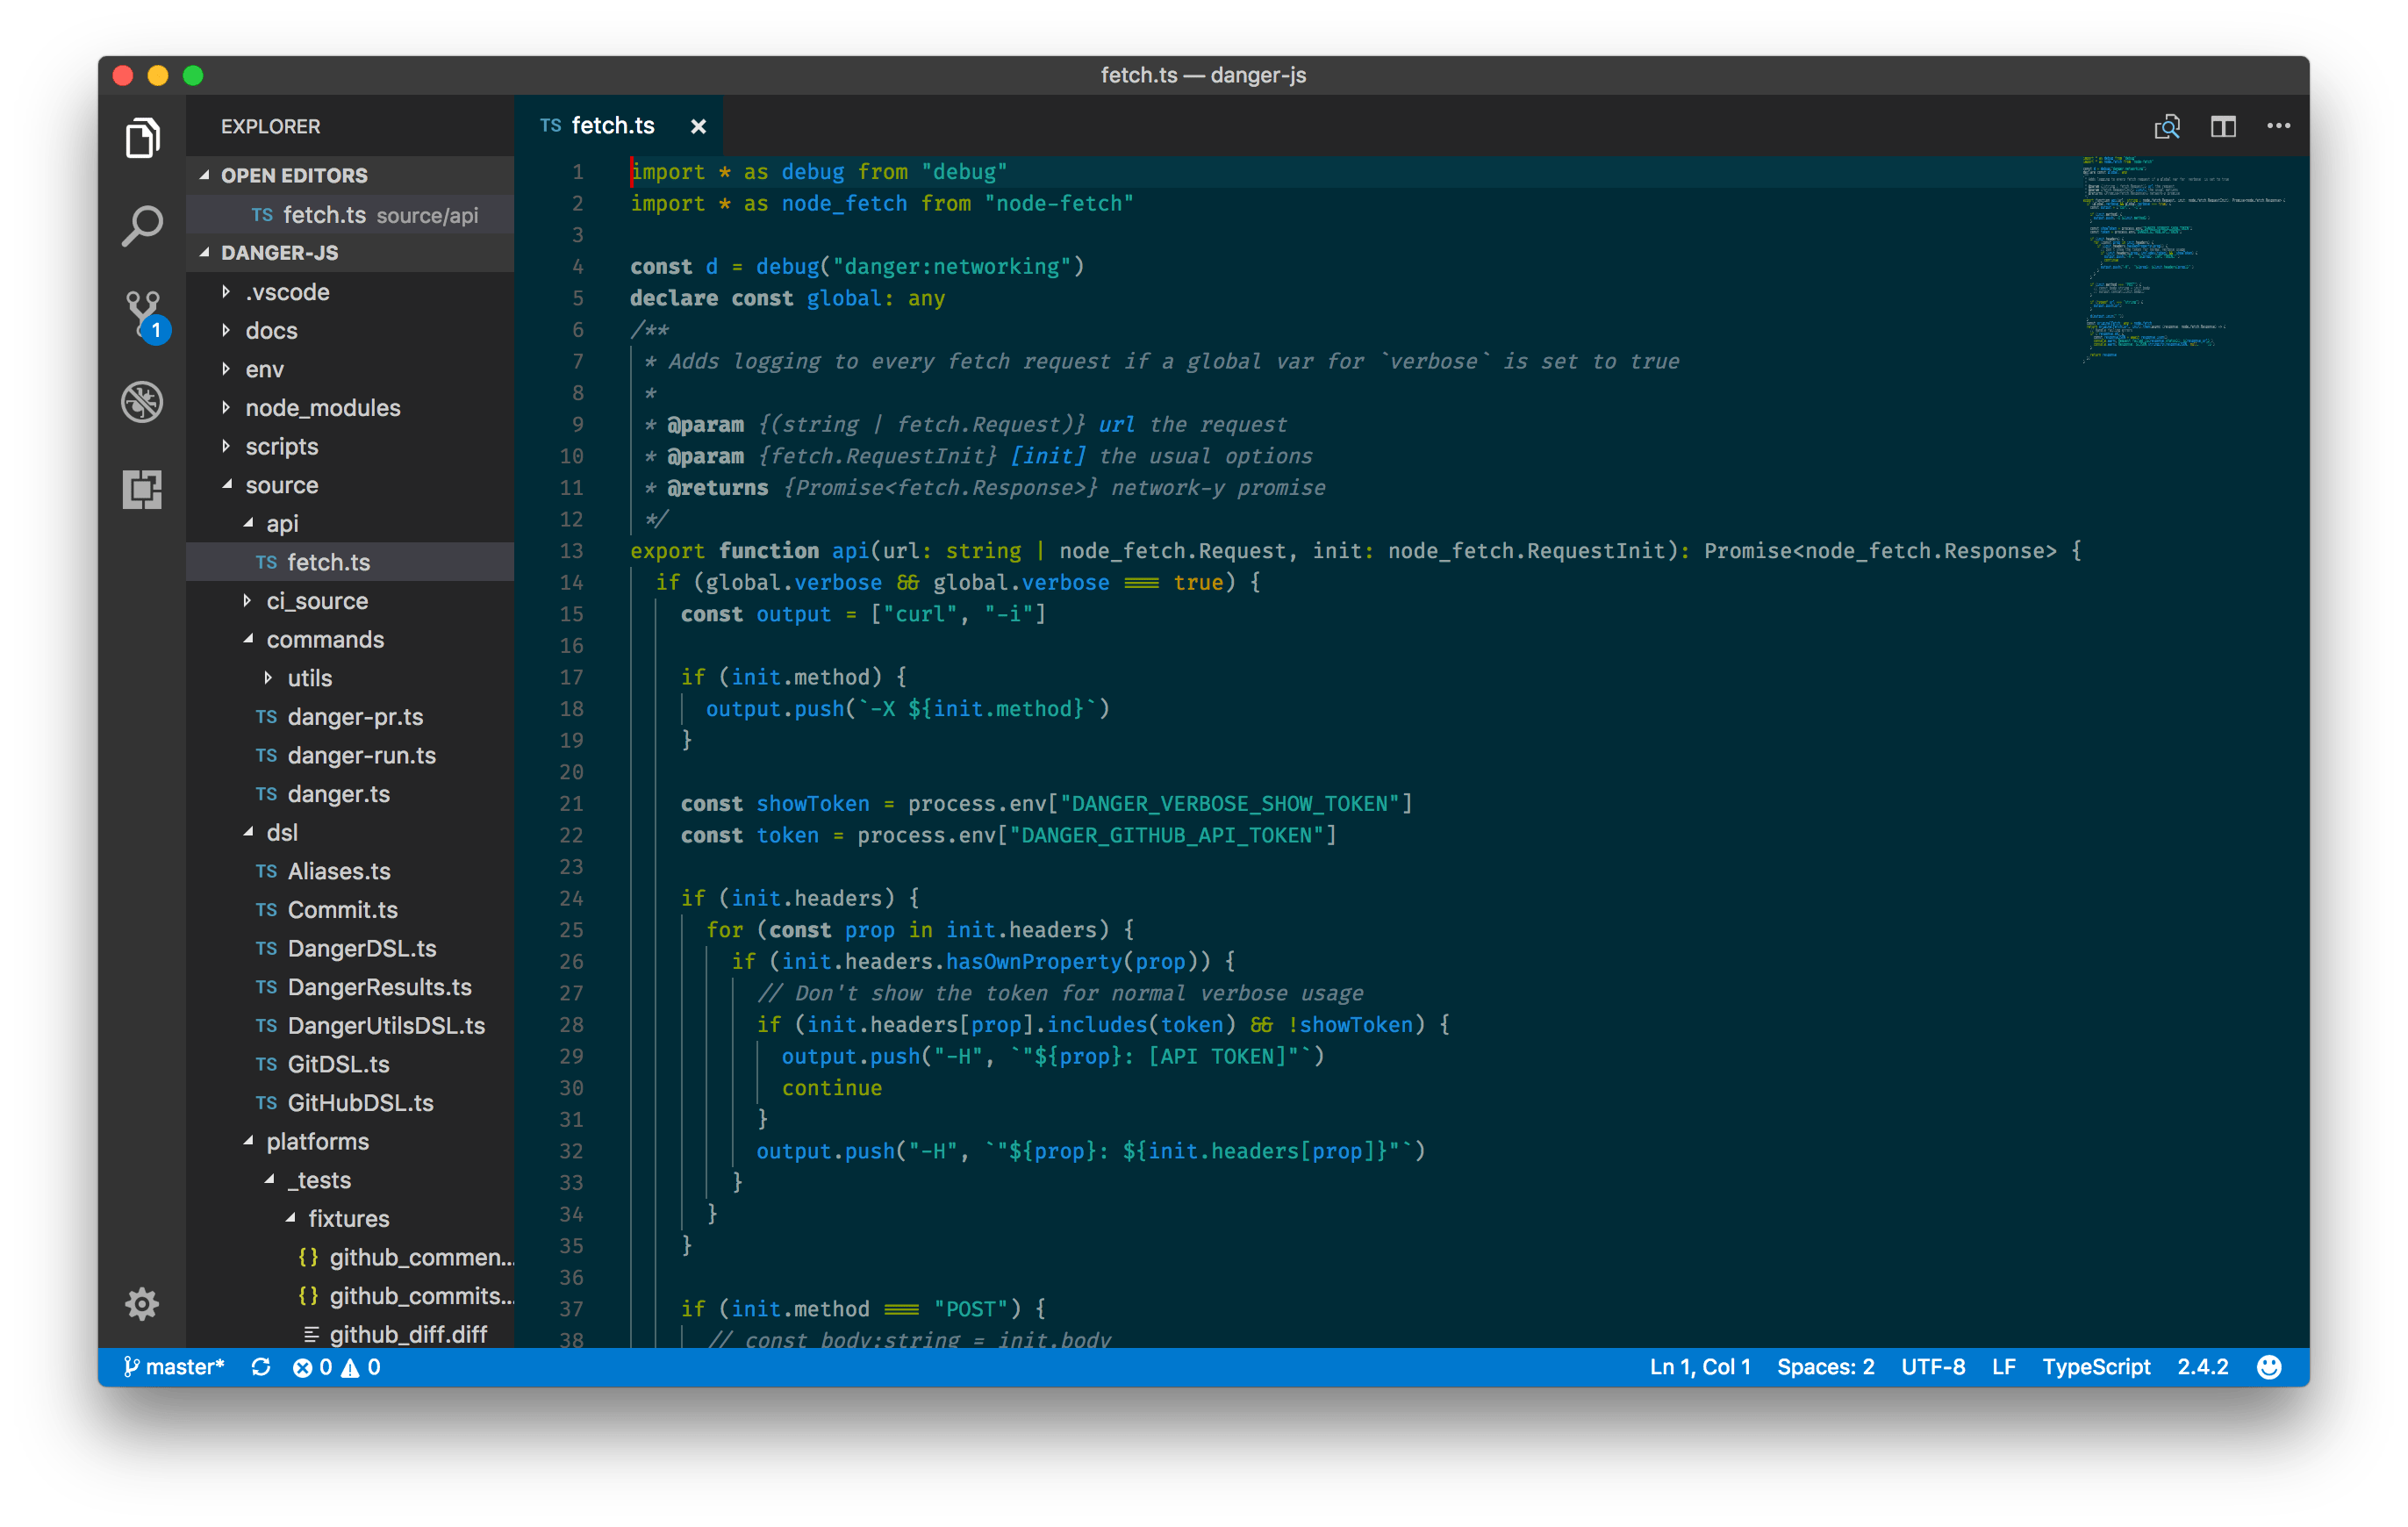 fetch.ts — danger-js
EXPLORER
OPEN EDITORS
TS fetch.ts source/api
DANGER-JS
.vscode
docs
env
node_modules
scripts
source
api
TS fetch.ts
ci_source
commands
utils
TS danger-pr.ts
TS danger-run.ts
TS danger.ts
dsl
TS Aliases.ts
TS Commit.ts
TS DangerDSL.ts
TS DangerResults.ts
TS DangerUtilsDSL.ts
TS GitDSL.ts
TS GitHubDSL.ts
platforms
_tests
fixtures
{} github_commen...
{} github_commits...
github_diff.diff
1
TS fetch.ts ×
1 import * as debug from "debug"
2 import * as node_fetch from "node-fetch"
3
4 const d = debug("danger:networking")
5 declare const global: any
6 /**
7 * Adds logging to every fetch request if a global var for `verbose` is set to true
8 *
9 * @param {(string | fetch.Request)} url the request
10 * @param {fetch.RequestInit} [init] the usual options
11 * @returns {Promise<fetch.Response>} network-y promise
12 */
13 export function api(url: string | node_fetch.Request, init: node_fetch.RequestInit): Promise<node_fetch.Response> {
14 if (global.verbose && global.verbose === true) {
15 const output = ["curl", "-i"]
16
17 if (init.method) {
18 output.push(`-X ${init.method}`)
19 }
20
21 const showToken = process.env["DANGER_VERBOSE_SHOW_TOKEN"]
22 const token = process.env["DANGER_GITHUB_API_TOKEN"]
23
24 if (init.headers) {
25 for (const prop in init.headers) {
26 if (init.headers.hasOwnProperty(prop)) {
27 // Don't show the token for normal verbose usage
28 if (init.headers[prop].includes(token) && !showToken) {
29 output.push("-H", `"${prop}: [API TOKEN]"`)
30 continue
31 }
32 output.push("-H", `"${prop}: ${init.headers[prop]}"`)
33 }
34 }
35 }
36
37 if (init.method === "POST") {
38 // const body:string = init.body
master* 0 0
Ln 1, Col 1 Spaces: 2 UTF-8 LF TypeScript 2.4.2